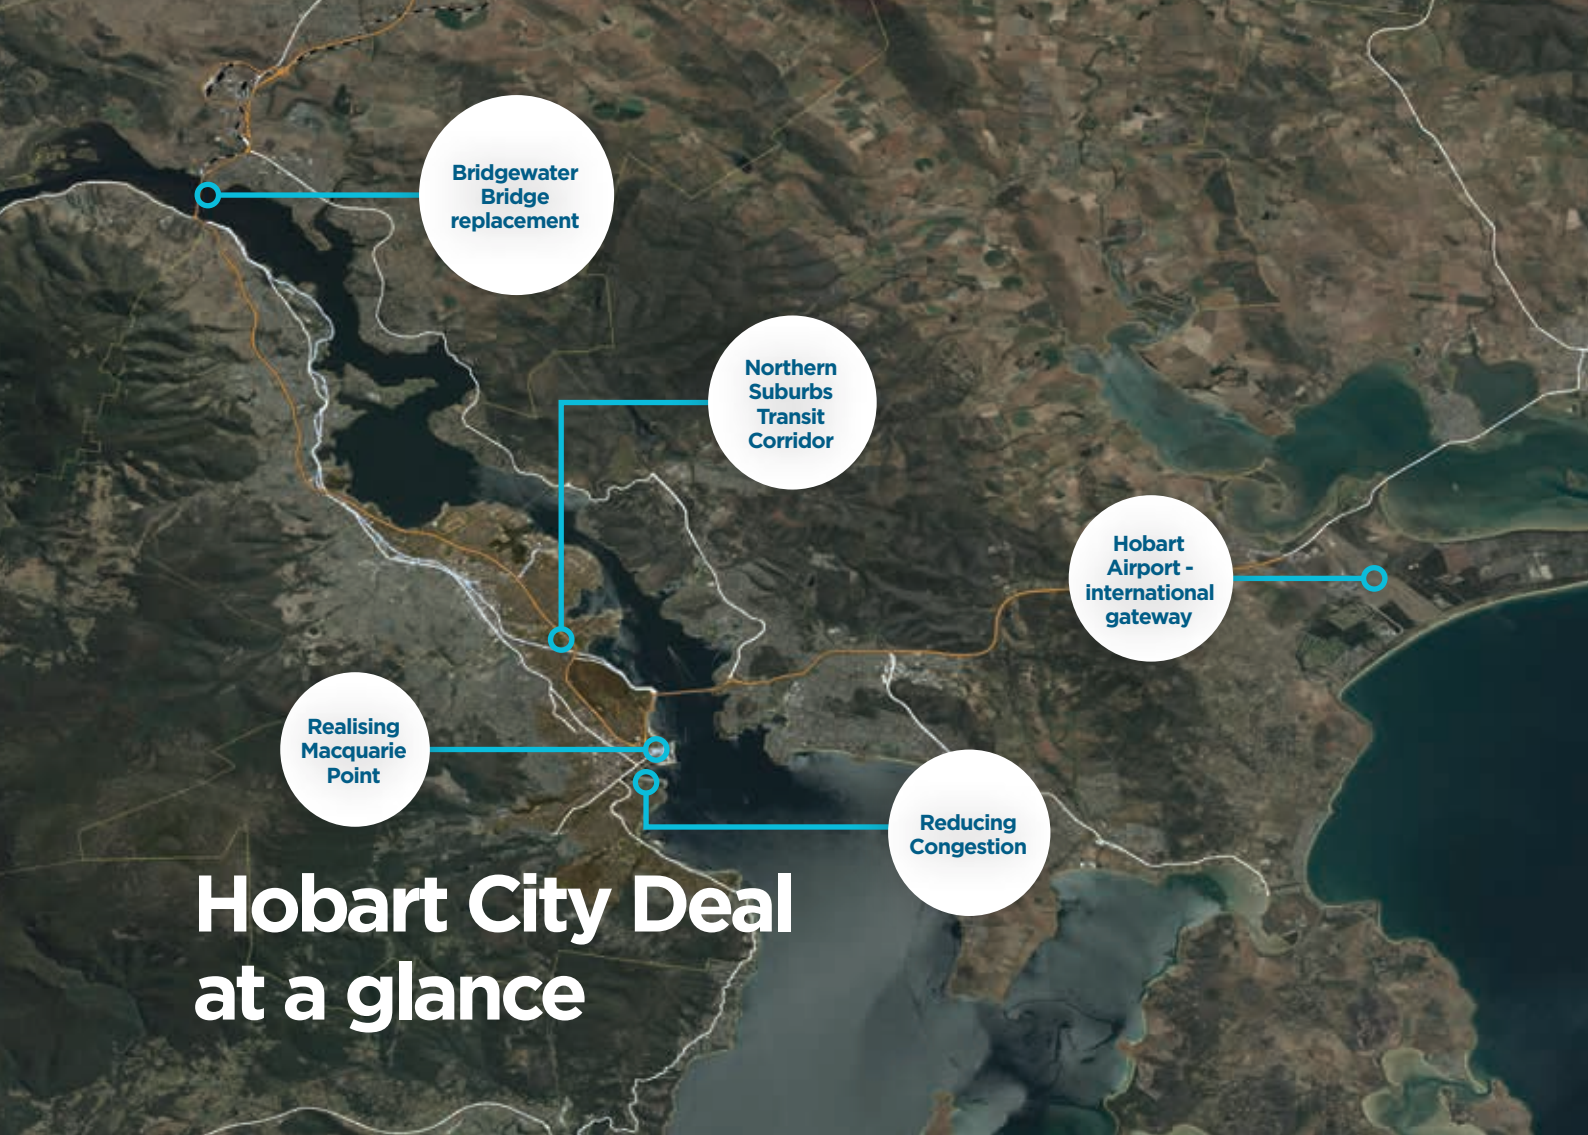 Bridgewater
Bridge
replacement
Northern
Suburbs
Transit
Corridor
Hobart
Airport -
international
gateway
Realising
Macquarie
Point
Reducing
Congestion
Hobart City Deal
at a glance